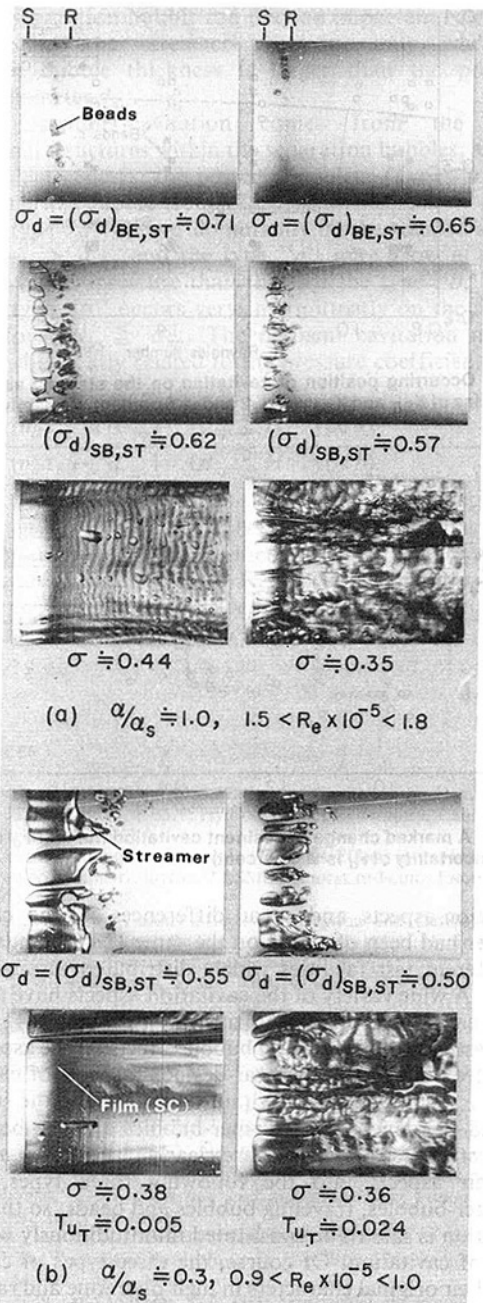 S R S R
Beads
σd = (σd)BE,ST ≒ 0.71 σd = (σd)BE,ST ≒ 0.65
(σd)SB,ST ≒ 0.62 (σd)SB,ST ≒ 0.57
σ ≒ 0.44 σ ≒ 0.35
(a) α/αs ≒ 1.0, 1.5 < Re x 10⁻⁵ < 1.8
Streamer
σd = (σd)SB,ST ≒ 0.55 σd = (σd)SB,ST ≒ 0.50
Film (SC)
σ ≒ 0.38 σ ≒ 0.36
TuT ≒ 0.005 TuT ≒ 0.024
(b) α/αs ≒ 0.3, 0.9 < Re x 10⁻⁵ < 1.0